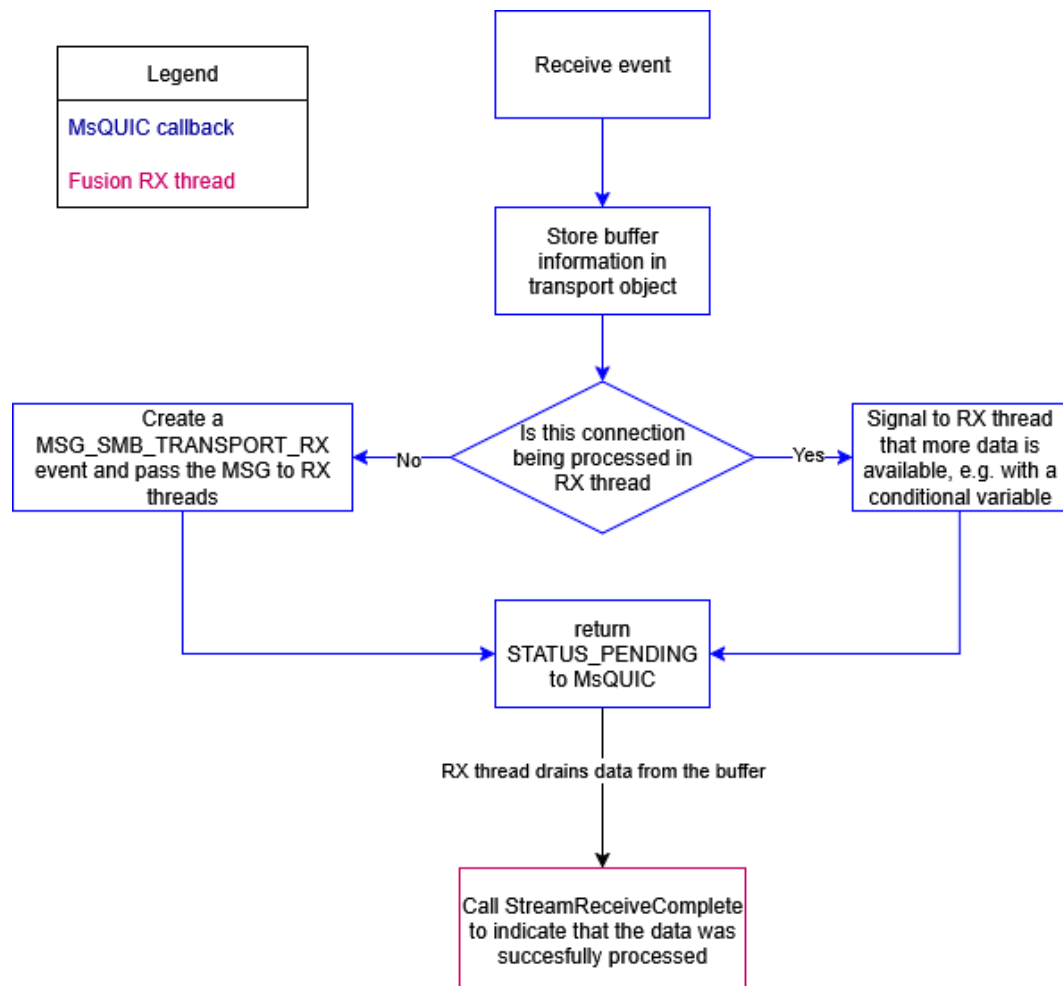 Legend
MsQUIC callback
Fusion RX thread
Receive event
Store buffer
information in
transport object
Is this connection
being processed in
RX thread
No
Yes
Create a
MSG_SMB_TRANSPORT_RX
event and pass the MSG to RX
threads
Signal to RX thread
that more data is
available, e.g. with a
conditional variable
return
STATUS_PENDING
to MsQUIC
RX thread drains data from the buffer
Call StreamReceiveComplete
to indicate that the data was
succesfully processed